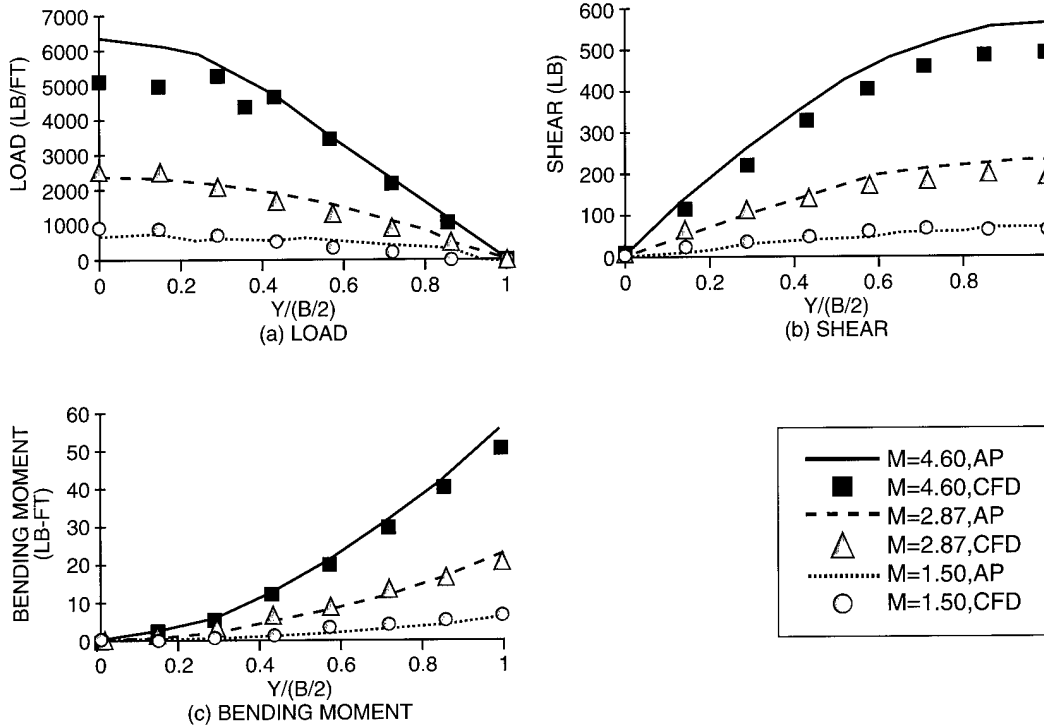 LOAD (LB/FT)
7000
6000
5000
4000
3000
2000
1000
0
0 0.2 0.4 0.6 0.8 1
Y/(B/2)
(a) LOAD
SHEAR (LB)
600
500
400
300
200
100
0
0 0.2 0.4 0.6 0.8
Y/(B/2)
(b) SHEAR
BENDING MOMENT
(LB-FT)
60
50
40
30
20
10
0
0 0.2 0.4 0.6 0.8 1
Y/(B/2)
(c) BENDING MOMENT
M=4.60,AP
M=4.60,CFD
M=2.87,AP
M=2.87,CFD
M=1.50,AP
M=1.50,CFD